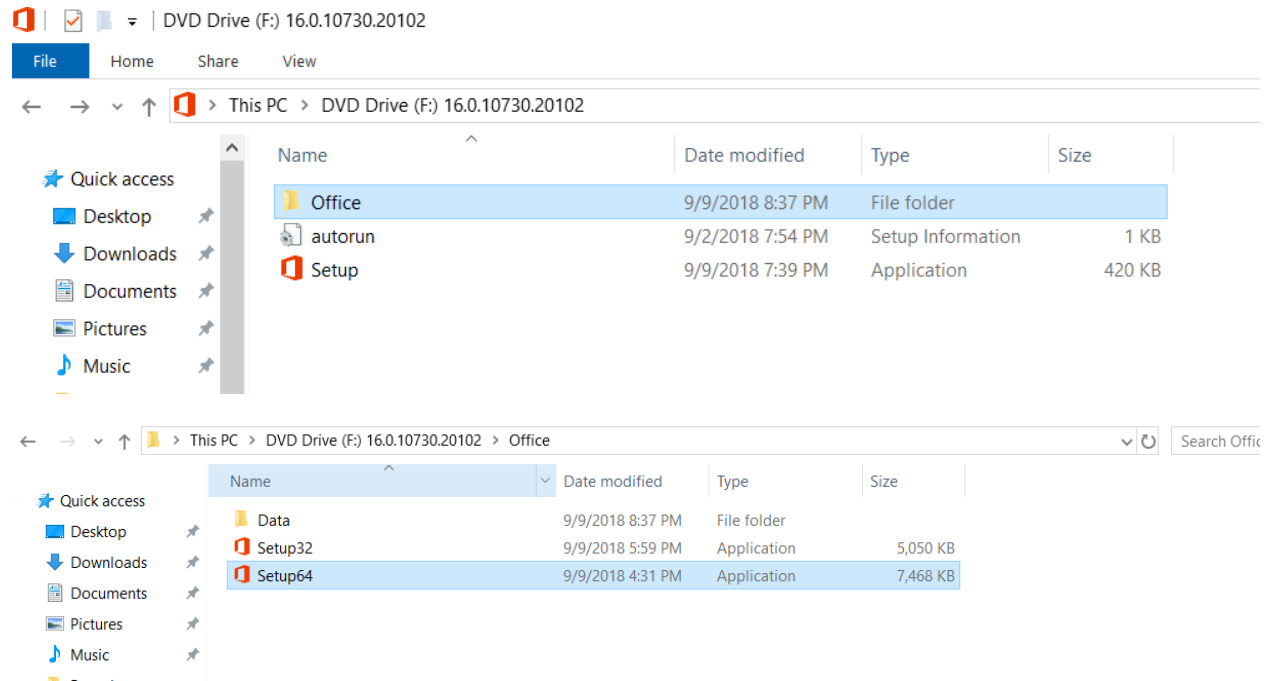 DVD Drive (F:) 16.0.10730.20102
File Home Share View
This PC > DVD Drive (F:) 16.0.10730.20102
Name Date modified Type Size
Quick access
Office 9/9/2018 8:37 PM File folder
Desktop
autorun 9/2/2018 7:54 PM Setup Information 1 KB
Downloads
Setup 9/9/2018 7:39 PM Application 420 KB
Documents
Pictures
Music
This PC > DVD Drive (F:) 16.0.10730.20102 > Office Search Offic
Name Date modified Type Size
Quick access
Data 9/9/2018 8:37 PM File folder
Desktop
Setup32 9/9/2018 5:59 PM Application 5,050 KB
Downloads
Setup64 9/9/2018 4:31 PM Application 7,468 KB
Documents
Pictures
Music